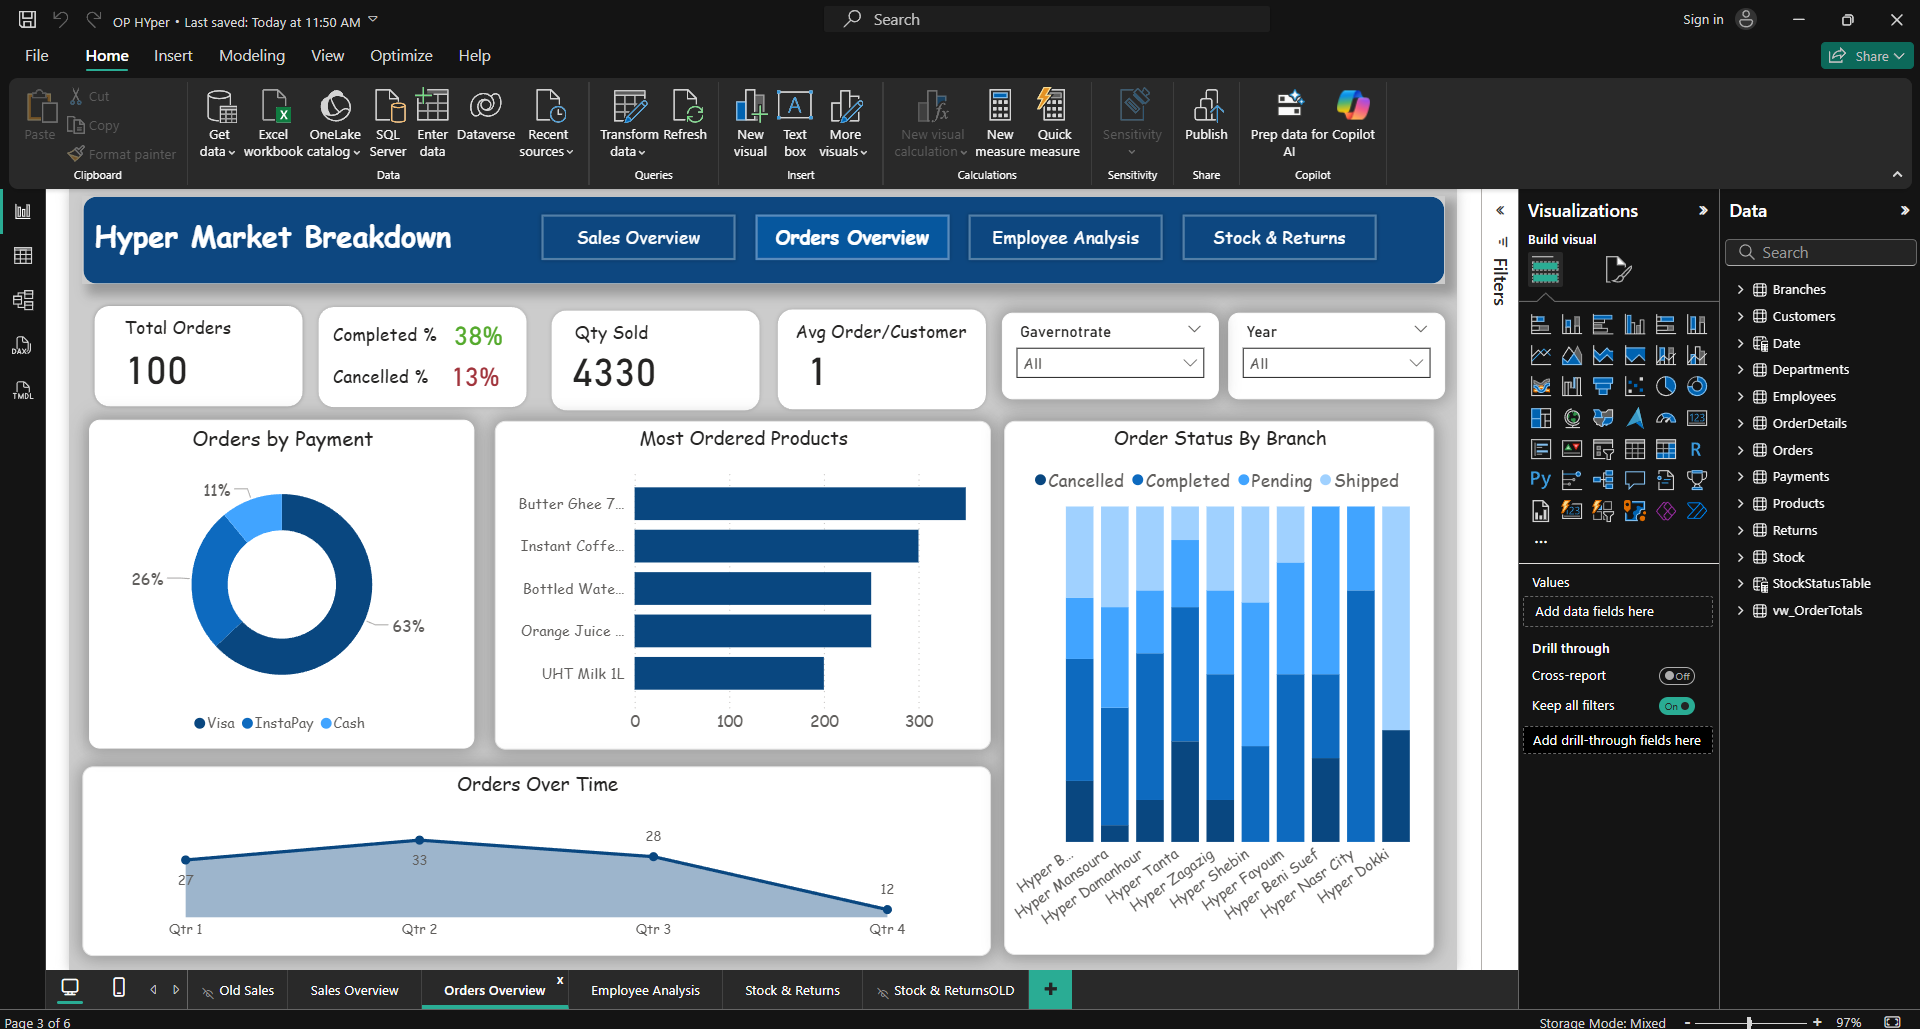 OP HYper • Last saved: Today at 11:50 AM
Search
Sign in
File Home Insert Modeling View Optimize Help
Share
Paste
Cut
Copy
Format painter
Clipboard
Get data
Excel workbook
OneLake catalog
SQL Server
Enter data
Dataverse
Recent sources
Data
Transform data
Refresh
Queries
New visual
Text box
More visuals
Insert
New visual calculation
New measure
Quick measure
Calculations
Sensitivity
Sensitivity
Publish
Share
Prep data for AI
Copilot
Copilot
DAX
TMDL
Hyper Market Breakdown
Sales Overview
Orders Overview
Employee Analysis
Stock & Returns
Total Orders
100
Completed % 38%
Cancelled % 13%
Qty Sold
4330
Avg Order/Customer
1
Gavernotrate
All
Year
All
Orders by Payment
11%
26%
63%
Visa InstaPay Cash
Most Ordered Products
Butter Ghee 7...
Instant Coffe...
Bottled Wate...
Orange Juice ...
UHT Milk 1L
0 100 200 300
Order Status By Branch
Cancelled Completed Pending Shipped
Hyper B...
Hyper Mansoura
Hyper Damanhour
Hyper Tanta
Hyper Zagazig
Hyper Shebin
Hyper Fayoum
Hyper Beni Suef
Hyper Nasr City
Hyper Dokki
Orders Over Time
27
33
28
12
Qtr 1 Qtr 2 Qtr 3 Qtr 4
Filters
Visualizations
Build visual
123
R
Py
123
...
Values
Add data fields here
Drill through
Cross-report Off
Keep all filters On
Add drill-through fields here
Data
Search
Branches
Customers
Date
Departments
Employees
OrderDetails
Orders
Payments
Products
Returns
Stock
StockStatusTable
vw_OrderTotals
Old Sales
Sales Overview
Orders Overview
x
Employee Analysis
Stock & Returns
Stock & ReturnsOLD
+
Page 3 of 6
Storage Mode: Mixed
- + 97%